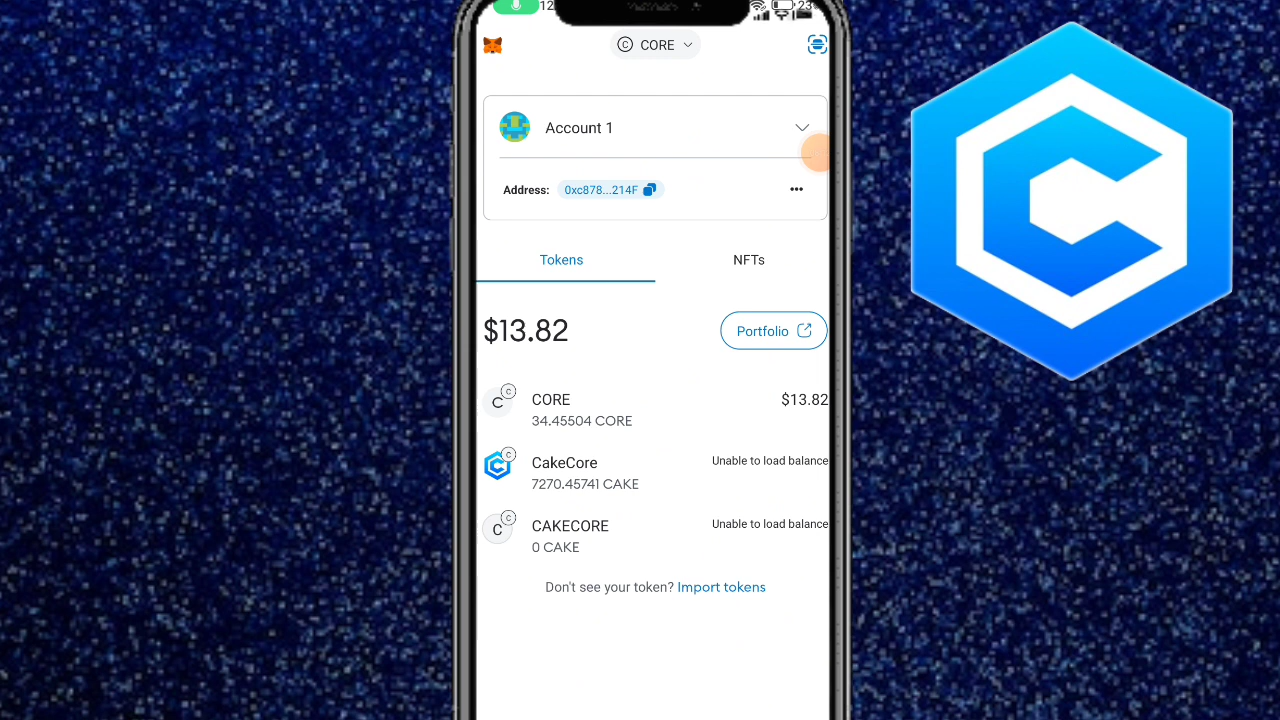 12
23
CORE
Account 1
Address: 0xc878...214F
Tokens
NFTs
$13.82
Portfolio
C
C
CORE
$13.82
34.45504 CORE
C
CakeCore
Unable to load balance
7270.45741 CAKE
C
C
CAKECORE
Unable to load balance
0 CAKE
Don't see your token? Import tokens